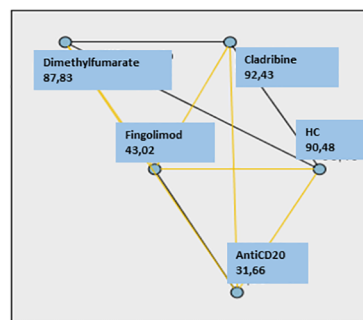 Dimethylfumarate
87,83
Cladribine
92,43
Fingolimod
43,02
HC
90,48
AntiCD20
31,66